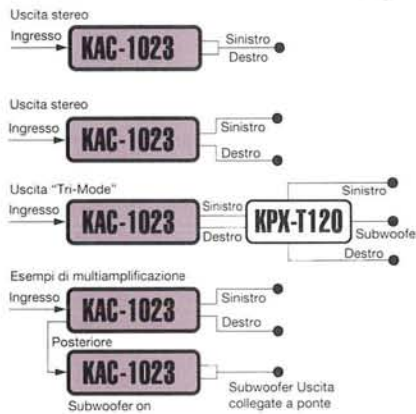 Uscita stereo
Ingresso
KAC-1023
Sinistro
Destro
Uscita stereo
Ingresso
KAC-1023
Sinistro
Destro
Uscita "Tri-Mode"
Ingresso
KAC-1023
Sinistro
Destro
KPX-T120
Sinistro
Subwoofe
Destro
Esempi di multiamplificazione
Ingresso
KAC-1023
Sinistro
Destro
Posteriore
KAC-1023
Subwoofer on
Subwoofer Uscita
collegate a ponte